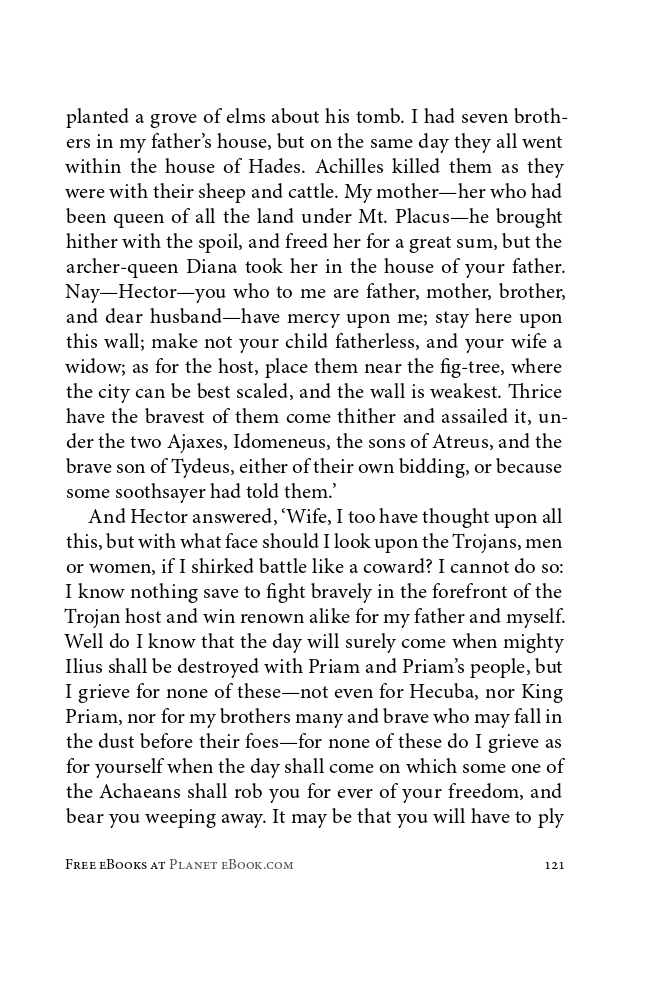 planted a grove of elms about his tomb. I had seven broth-
ers in my father’s house, but on the same day they all went
within the house of Hades. Achilles killed them as they
were with their sheep and cattle. My mother—her who had
been queen of all the land under Mt. Placus—he brought
hither with the spoil, and freed her for a great sum, but the
archer-queen Diana took her in the house of your father.
Nay—Hector—you who to me are father, mother, brother,
and dear husband—have mercy upon me; stay here upon
this wall; make not your child fatherless, and your wife a
widow; as for the host, place them near the fig-tree, where
the city can be best scaled, and the wall is weakest. Thrice
have the bravest of them come thither and assailed it, un-
der the two Ajaxes, Idomeneus, the sons of Atreus, and the
brave son of Tydeus, either of their own bidding, or because
some soothsayer had told them.’
And Hector answered, ‘Wife, I too have thought upon all
this, but with what face should I look upon the Trojans, men
or women, if I shirked battle like a coward? I cannot do so:
I know nothing save to fight bravely in the forefront of the
Trojan host and win renown alike for my father and myself.
Well do I know that the day will surely come when mighty
Ilius shall be destroyed with Priam and Priam’s people, but
I grieve for none of these—not even for Hecuba, nor King
Priam, nor for my brothers many and brave who may fall in
the dust before their foes—for none of these do I grieve as
for yourself when the day shall come on which some one of
the Achaeans shall rob you for ever of your freedom, and
bear you weeping away. It may be that you will have to ply
Free eBooks at Planet eBook.com 121